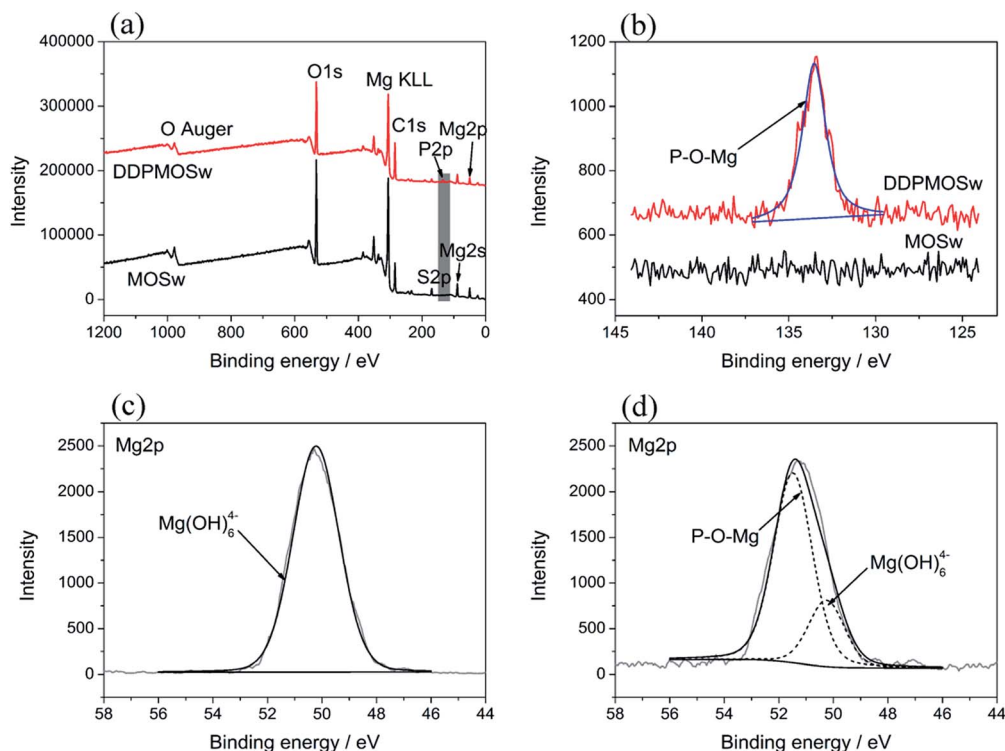 (a)
400000
300000
200000
100000
0
Intensity
O1s
Mg KLL
O Auger
C1s
P2p
Mg2p
DDPMOSw
Mg2s
S2p
MOSw
1200 1000 800 600 400 200 0
Binding energy / eV
(b)
1200
1000
800
600
400
Intensity
P-O-Mg
DDPMOSw
MOSw
145 140 135 130 125
Binding energy / eV
(c)
Mg2p
2500
2000
1500
1000
500
0
Intensity
Mg(OH)₆⁴⁻
58 56 54 52 50 48 46 44
Binding energy / eV
(d)
Mg2p
2500
2000
1500
1000
500
0
Intensity
P-O-Mg
Mg(OH)₆⁴⁻
58 56 54 52 50 48 46 44
Binding energy / eV